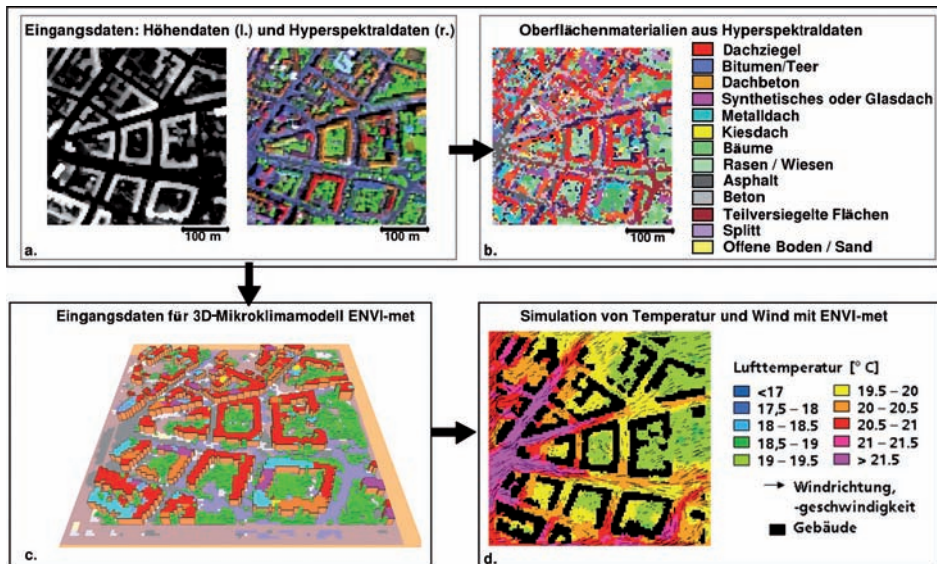 Eingangsdaten: Höhendaten (l.) und Hyperspektraldaten (r.)
100 m
100 m
a.
Oberflächenmaterialien aus Hyperspektraldaten
Dachziegel
Bitumen/Teer
Dachbeton
Synthetisches oder Glasdach
Metalldach
Kiesdach
Bäume
Rasen / Wiesen
Asphalt
Beton
Teilversiegelte Flächen
Splitt
Offene Boden / Sand
100 m
b.
Eingangsdaten für 3D-Mikroklimamodell ENVI-met
c.
Simulation von Temperatur und Wind mit ENVI-met
Lufttemperatur [° C]
<17
17,5 – 18
18 – 18.5
18,5 – 19
19 – 19.5
19.5 – 20
20 – 20.5
20.5 – 21
21 – 21.5
> 21.5
Windrichtung,
-geschwindigkeit
Gebäude
d.